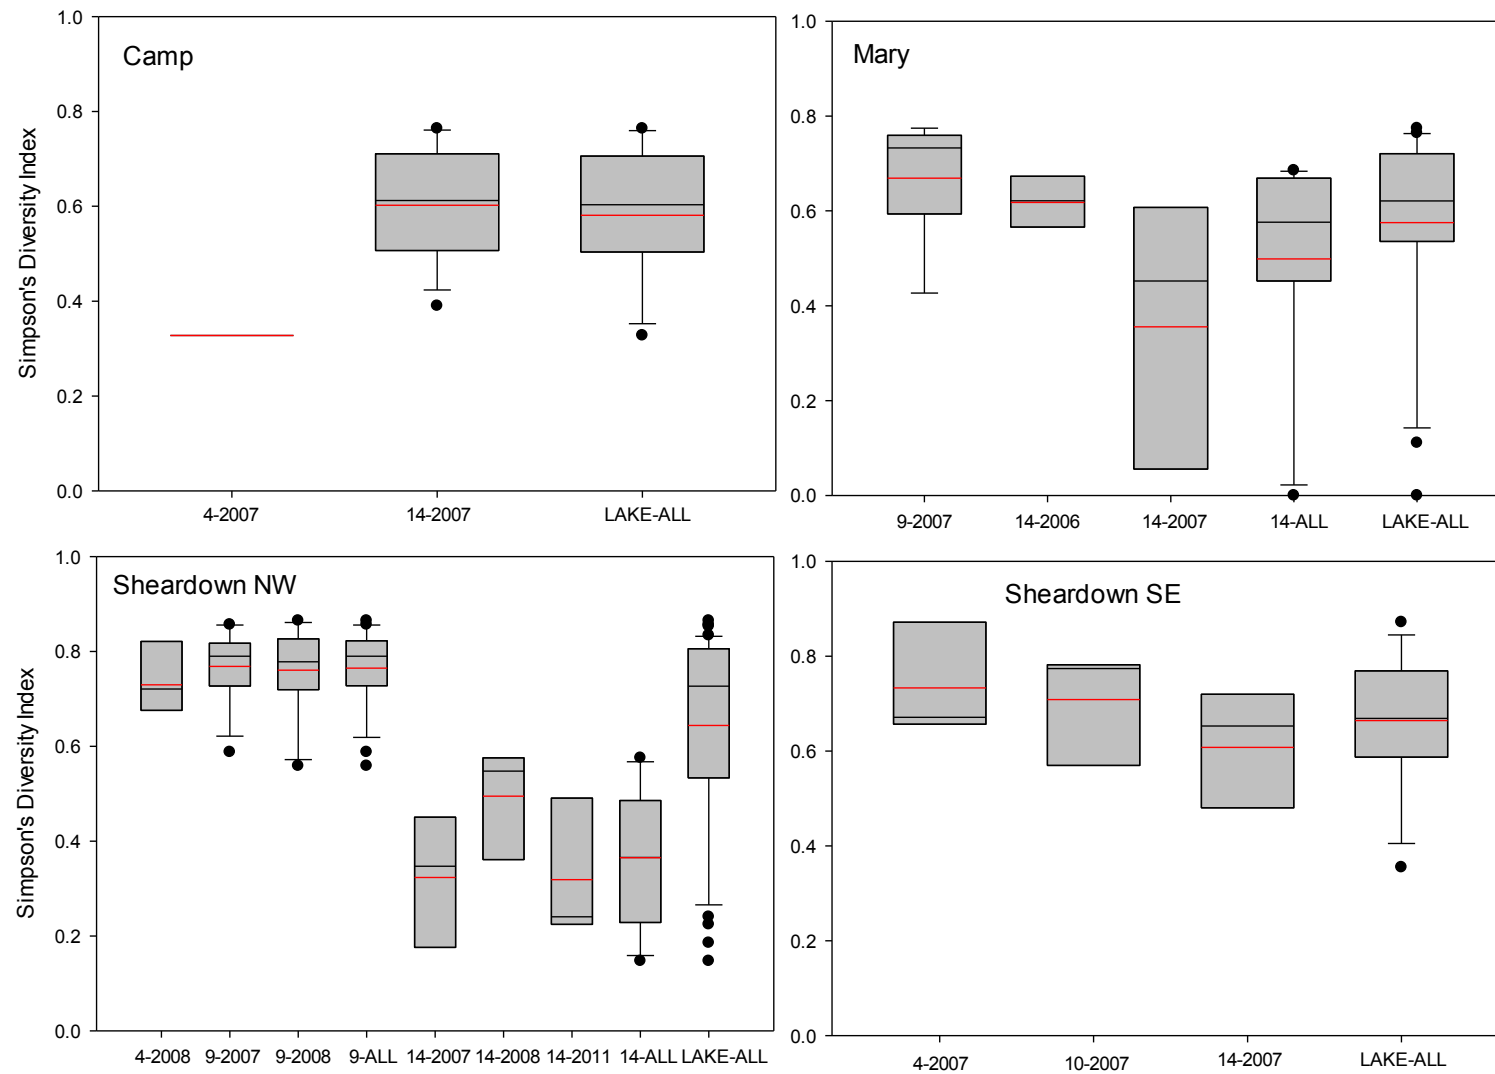 Camp
Simpson's Diversity Index
1.0
0.8
0.6
0.4
0.2
0.0
4-2007 14-2007 LAKE-ALL
Mary
1.0
0.8
0.6
0.4
0.2
0.0
9-2007 14-2006 14-2007 14-ALL LAKE-ALL
Sheardown NW
Simpson's Diversity Index
1.0
0.8
0.6
0.4
0.2
0.0
4-2008 9-2007 9-2008 9-ALL 14-2007 14-2008 14-2011 14-ALL LAKE-ALL
Sheardown SE
1.0
0.8
0.6
0.4
0.2
0.0
4-2007 10-2007 14-2007 LAKE-ALL